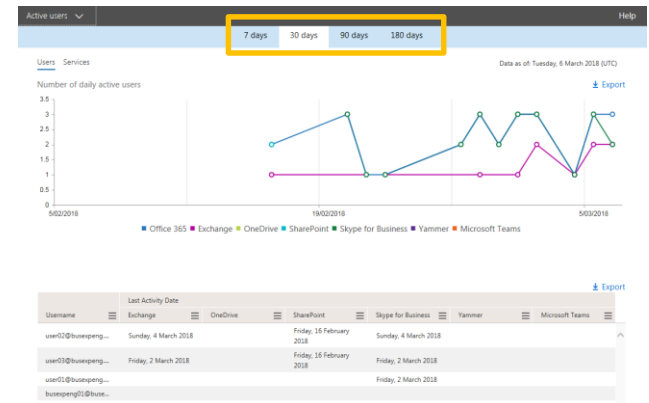 Active users
Help
7 days 30 days 90 days 180 days
Users Services
Data as of: Tuesday, 6 March 2018 (UTC)
Number of daily active users
Export
3.5
3
2.5
2
1.5
1
0.5
0
5/02/2018 19/02/2018 5/03/2018
Office 365 Exchange OneDrive SharePoint Skype for Business Yammer Microsoft Teams
Export
Last Activity Date
Username Exchange OneDrive SharePoint Skype for Business Yammer Microsoft Teams
user02@busexpeng.... Sunday, 4 March 2018 Friday, 16 February 2018 Sunday, 4 March 2018
user03@busexpeng.... Friday, 2 March 2018 Friday, 16 February 2018 Friday, 2 March 2018
user01@busexpeng.... Friday, 2 March 2018
busexpeng01@buse...